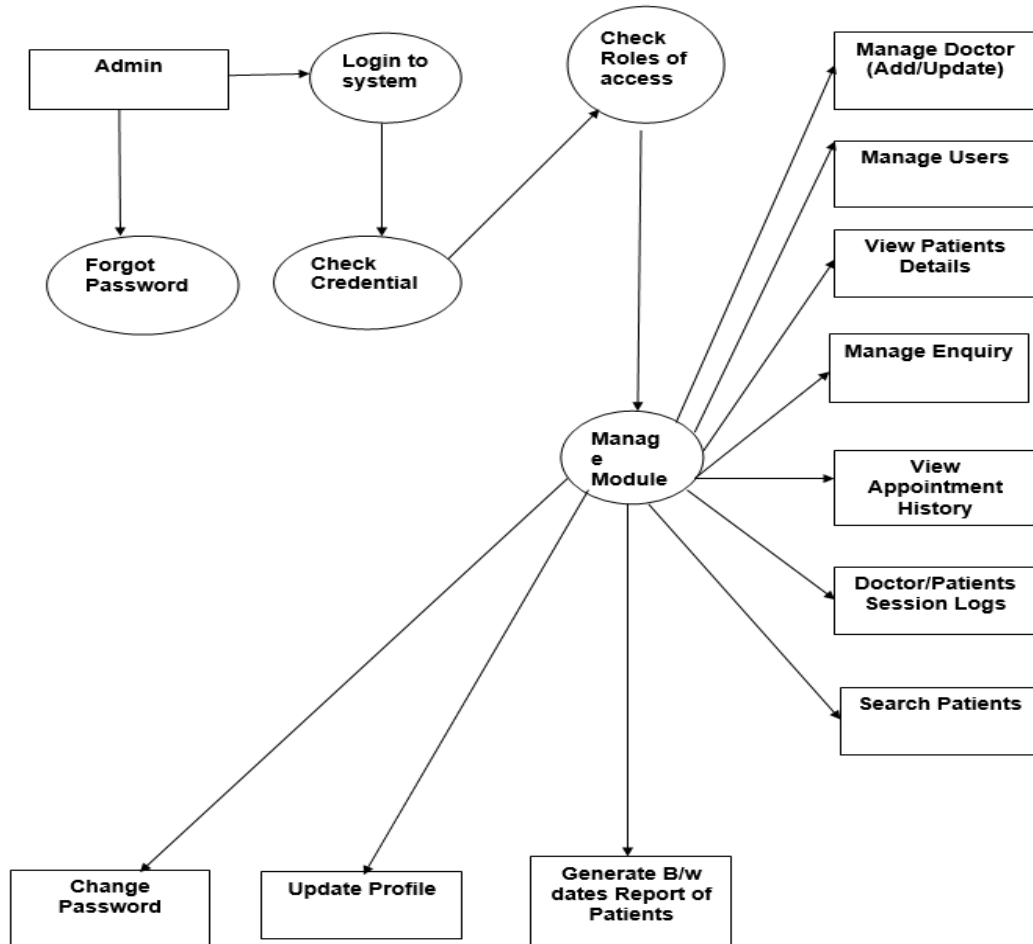 Admin
Login to
system
Check
Roles of
access
Manage Doctor
(Add/Update)
Manage Users
Forgot
Password
Check
Credential
View Patients
Details
Manage Enquiry
Manag
e
Module
View
Appointment
History
Doctor/Patients
Session Logs
Search Patients
Change
Password
Update Profile
Generate B/w
dates Report of
Patients